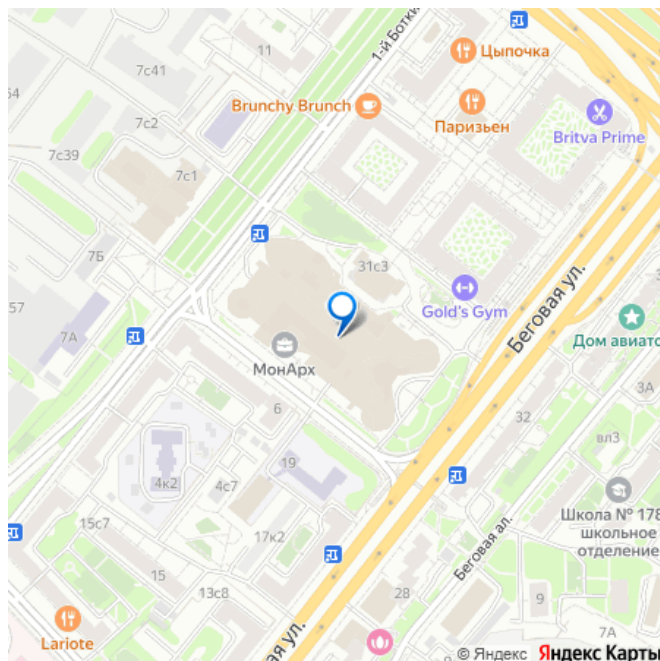 11
1-й Ботки
Цыпочка
7с41
64
Brunchy Brunch
Паризьен
Britva Prime
7с2
7с39
7с1
7Б
31с3
Gold's Gym
Беговая ул.
57
7А
МонАрх
Дом авиато
3А
6
32
вл3
19
4к2
4с7
Школа № 178
школьное
отделение
15с7
17к2
Беговая ал.
15
13с8
28
9
Lariote
ая ул.
7А
© Яндекс Яндекс Карты